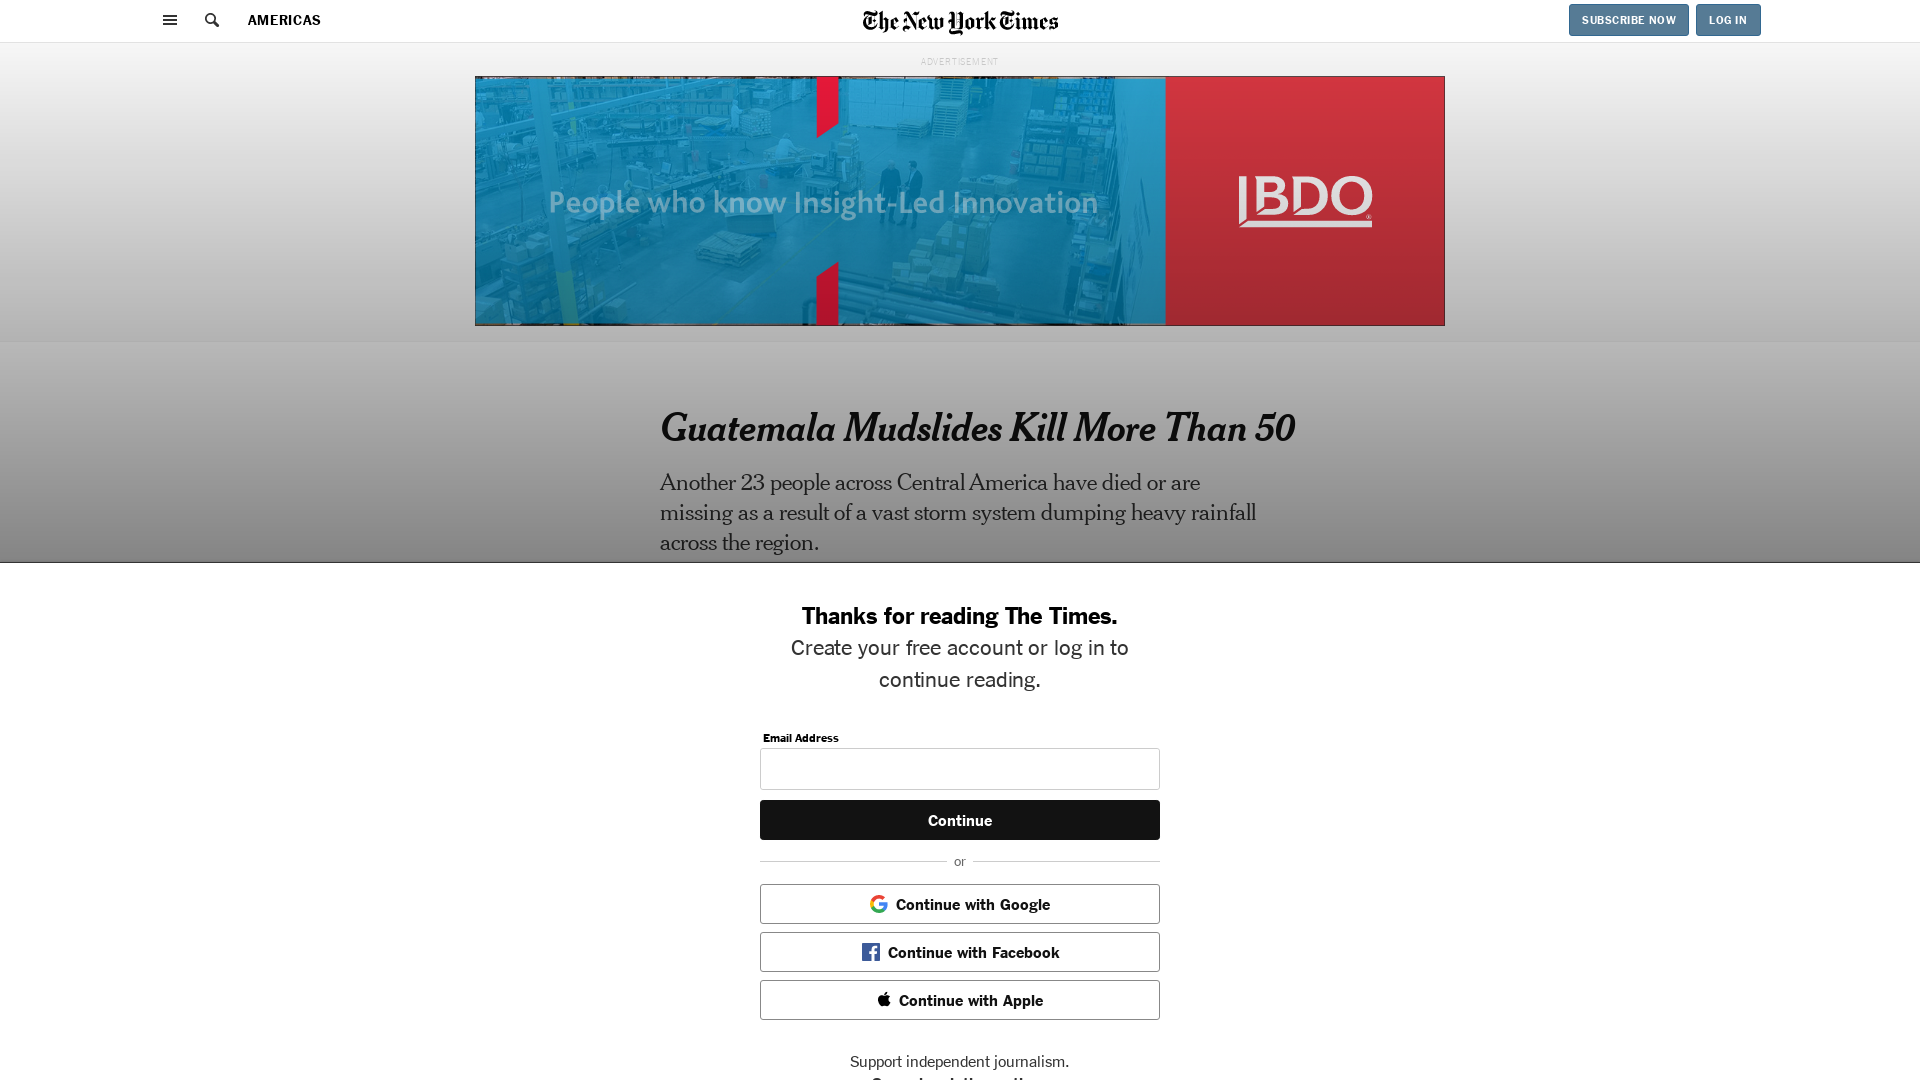 AMERICAS
The New York Times
SUBSCRIBE NOW
LOG IN
ADVERTISEMENT
People who know Insight-Led Innovation
BDO
Guatemala Mudslides Kill More Than 50
Another 23 people across Central America have died or are
missing as a result of a vast storm system dumping heavy rainfall
across the region.
Thanks for reading The Times.
Create your free account or log in to
continue reading.
Email Address
Continue
or
Continue with Google
Continue with Facebook
Continue with Apple
Support independent journalism.